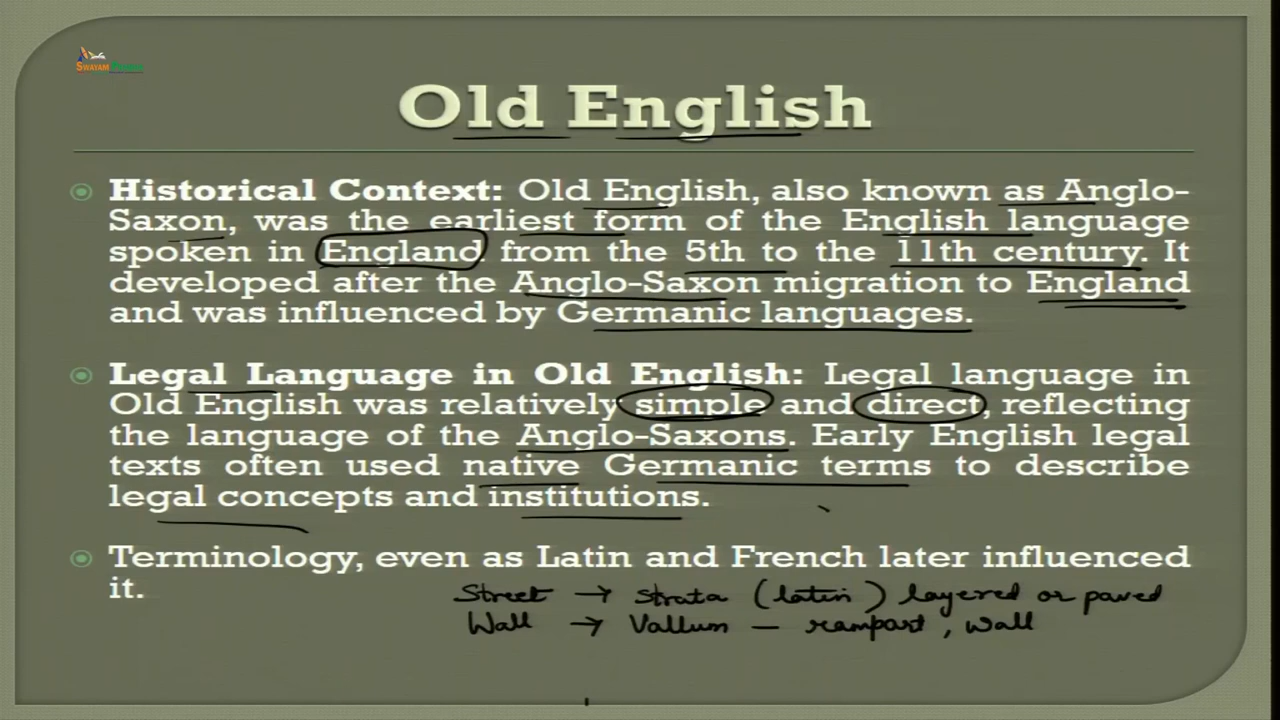 SWAYAM PRABHA
Old English
Historical Context: Old English, also known as Anglo-
Saxon, was the earliest form of the English language
spoken in England from the 5th to the 11th century. It
developed after the Anglo-Saxon migration to England
and was influenced by Germanic languages.
Legal Language in Old English: Legal language in
Old English was relatively simple and direct, reflecting
the language of the Anglo-Saxons. Early English legal
texts often used native Germanic terms to describe
legal concepts and institutions.
Terminology, even as Latin and French later influenced
it.
Street → Strata (latin) layered or paved
Wall → Vallum – rampart, wall